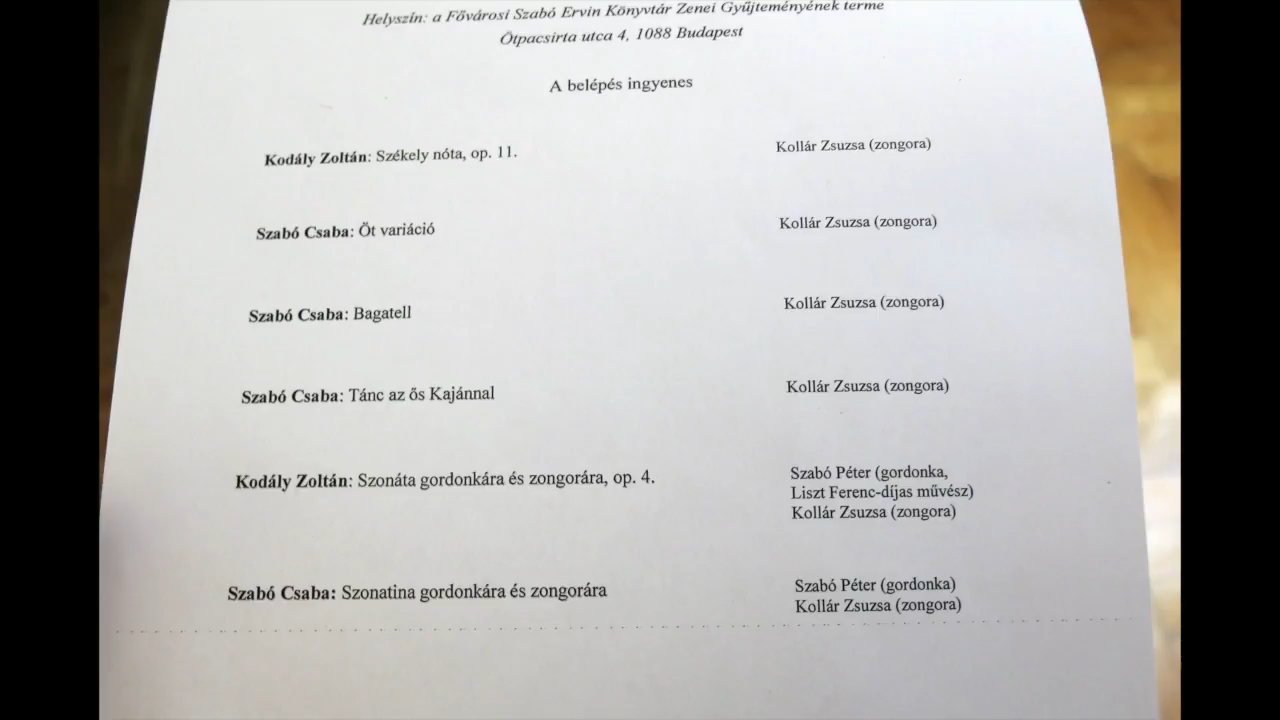 Helyszín: a Fővárosi Szabó Ervin Könyvtár Zenei Gyűjteményének terme
Ötpacsirta utca 4, 1088 Budapest
A belépés ingyenes
Kodály Zoltán: Székely nóta, op. 11. Kollár Zsuzsa (zongora)
Szabó Csaba: Öt variáció Kollár Zsuzsa (zongora)
Szabó Csaba: Bagatell Kollár Zsuzsa (zongora)
Szabó Csaba: Tánc az ős Kajánnal Kollár Zsuzsa (zongora)
Kodály Zoltán: Szonáta gordonkára és zongorára, op. 4. Szabó Péter (gordonka,
Liszt Ferenc-díjas művész)
Kollár Zsuzsa (zongora)
Szabó Csaba: Szonatina gordonkára és zongorára Szabó Péter (gordonka)
Kollár Zsuzsa (zongora)